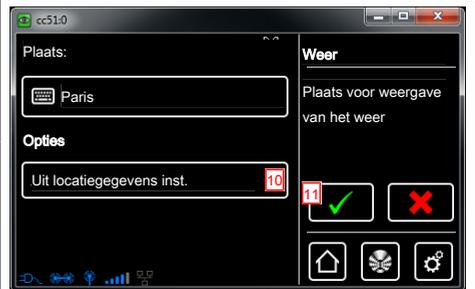 cc51:0
Plaats:
Paris
Opties
Uit locatiegegevens inst.
10
Weer
Plaats voor weergave
van het weer
11